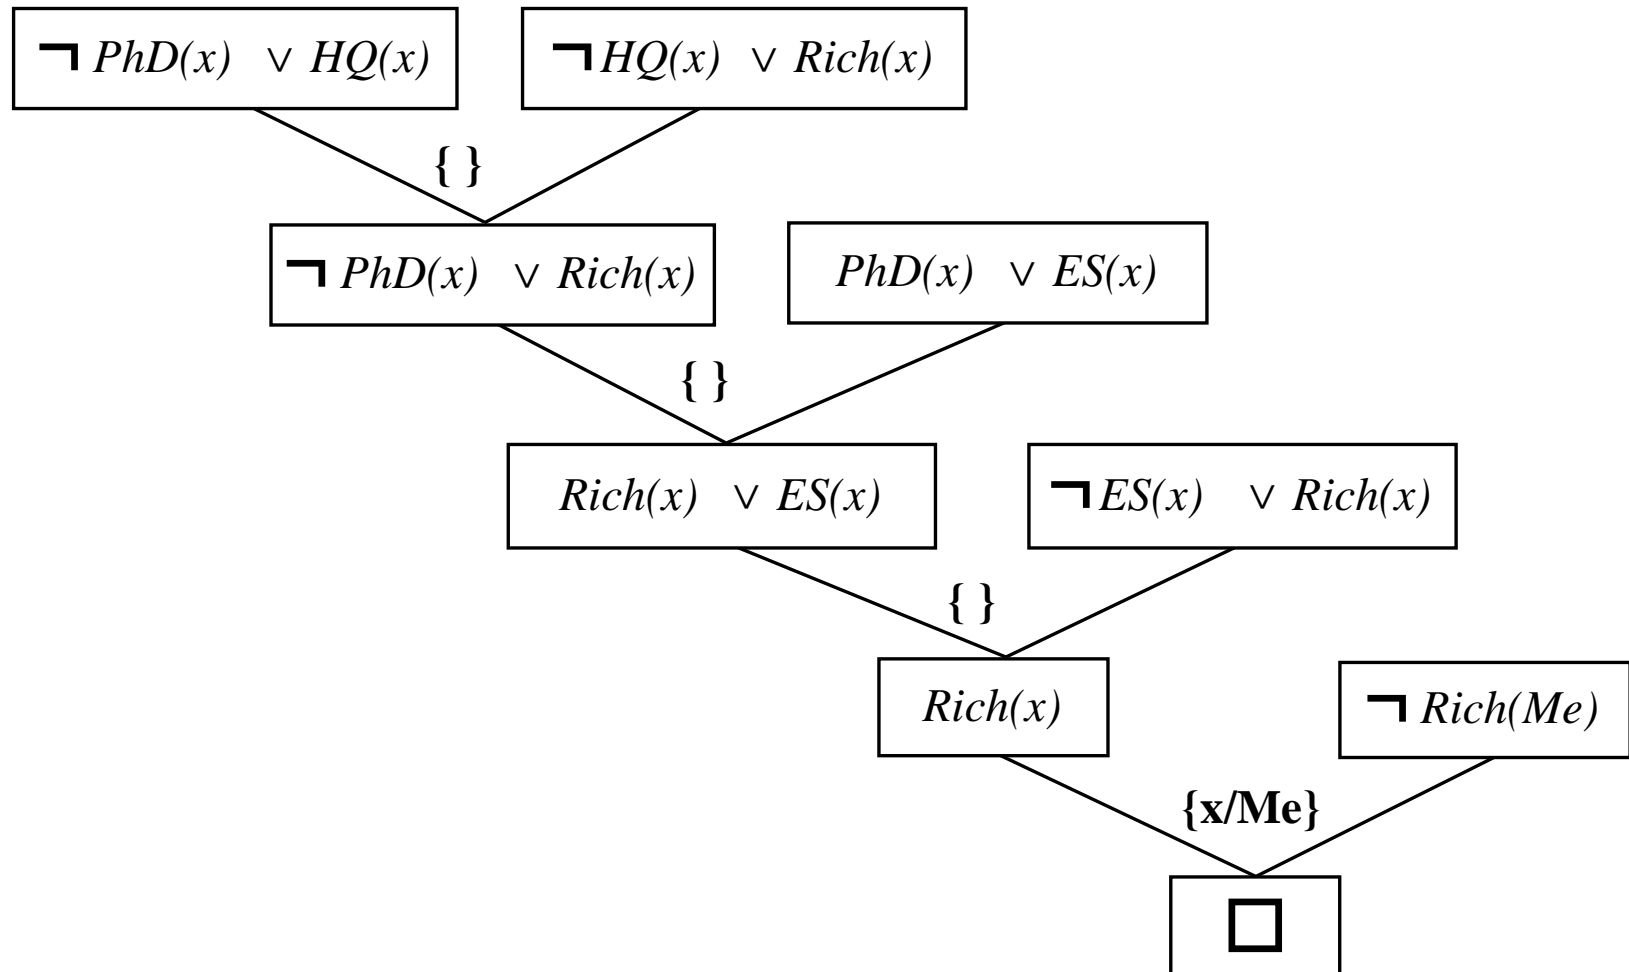 ¬ PhD(x) ∨ HQ(x)
¬ HQ(x) ∨ Rich(x)
{ }
¬ PhD(x) ∨ Rich(x)
PhD(x) ∨ ES(x)
{ }
Rich(x) ∨ ES(x)
¬ ES(x) ∨ Rich(x)
{ }
Rich(x)
¬ Rich(Me)
{x/Me}
□